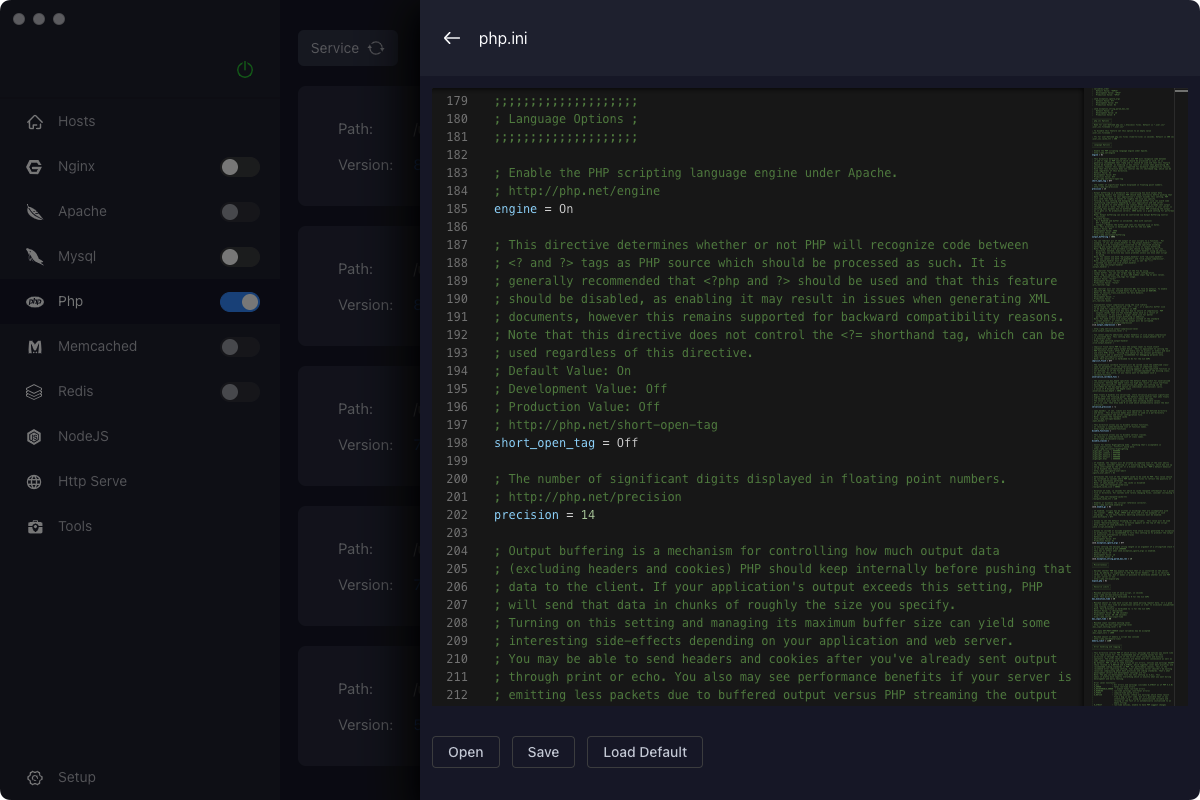 Hosts
Nginx
Apache
Mysql
php
Php
Memcached
Redis
NodeJS
Http Serve
Tools
Setup
Service
Path:
Version:
Path:
Version:
Path:
Version:
Path:
Version:
Path:
Version:
php.ini
179 ;;;;;;;;;;;;;;;;;;;;
180 ; Language Options ;
181 ;;;;;;;;;;;;;;;;;;;;
182
183 ; Enable the PHP scripting language engine under Apache.
184 ; http://php.net/engine
185 engine = On
186
187 ; This directive determines whether or not PHP will recognize code between
188 ; <? and ?> tags as PHP source which should be processed as such. It is
189 ; generally recommended that <?php and ?> should be used and that this feature
190 ; should be disabled, as enabling it may result in issues when generating XML
191 ; documents, however this remains supported for backward compatibility reasons.
192 ; Note that this directive does not control the <?= shorthand tag, which can be
193 ; used regardless of this directive.
194 ; Default Value: On
195 ; Development Value: Off
196 ; Production Value: Off
197 ; http://php.net/short-open-tag
198 short_open_tag = Off
199
200 ; The number of significant digits displayed in floating point numbers.
201 ; http://php.net/precision
202 precision = 14
203
204 ; Output buffering is a mechanism for controlling how much output data
205 ; (excluding headers and cookies) PHP should keep internally before pushing that
206 ; data to the client. If your application's output exceeds this setting, PHP
207 ; will send that data in chunks of roughly the size you specify.
208 ; Turning on this setting and managing its maximum buffer size can yield some
209 ; interesting side-effects depending on your application and web server.
210 ; You may be able to send headers and cookies after you've already sent output
211 ; through print or echo. You also may see performance benefits if your server is
212 ; emitting less packets due to buffered output versus PHP streaming the output
Open
Save
Load Default